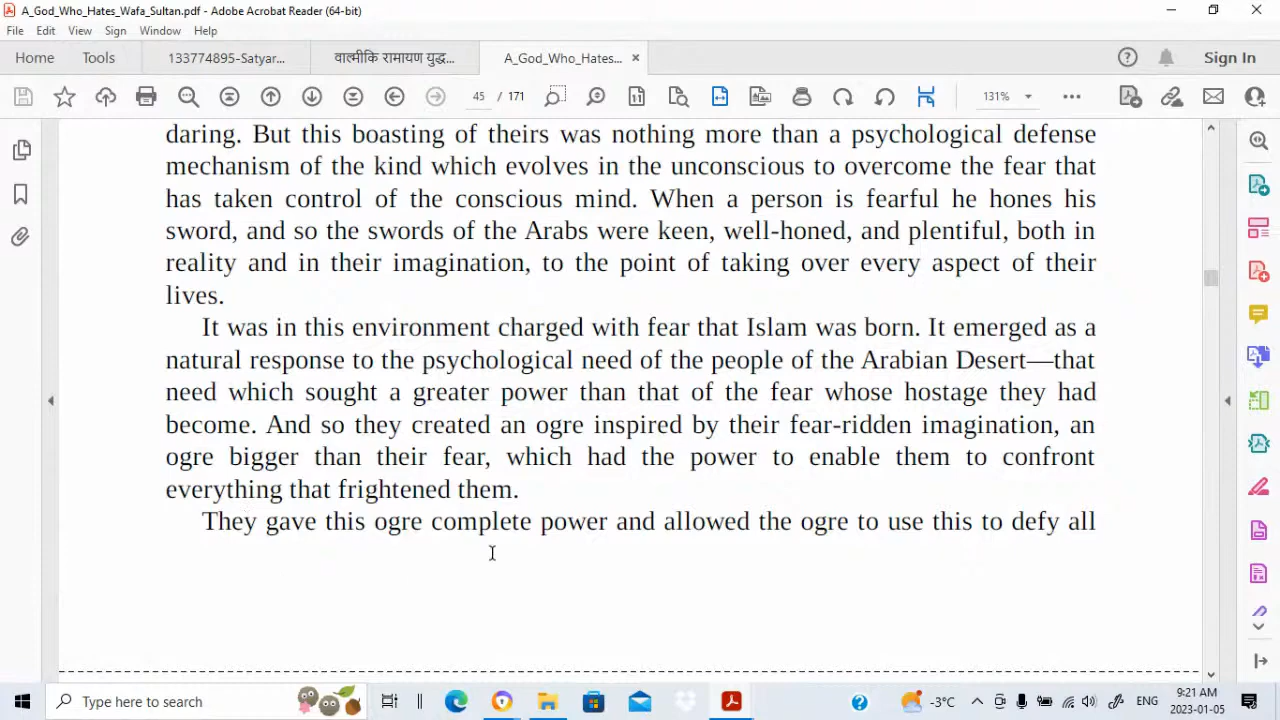 A_God_Who_Hates_Wafa_Sultan.pdf - Adobe Acrobat Reader (64-bit)
File Edit View Sign Window Help
Home Tools 133774895-Satyar... वाल्मीकि रामायण युद्ध... A_God_Who_Hates... Sign In
45 / 171 131%
daring. But this boasting of theirs was nothing more than a psychological defense
mechanism of the kind which evolves in the unconscious to overcome the fear that
has taken control of the conscious mind. When a person is fearful he hones his
sword, and so the swords of the Arabs were keen, well-honed, and plentiful, both in
reality and in their imagination, to the point of taking over every aspect of their
lives.
It was in this environment charged with fear that Islam was born. It emerged as a
natural response to the psychological need of the people of the Arabian Desert—that
need which sought a greater power than that of the fear whose hostage they had
become. And so they created an ogre inspired by their fear-ridden imagination, an
ogre bigger than their fear, which had the power to enable them to confront
everything that frightened them.
They gave this ogre complete power and allowed the ogre to use this to defy all
Type here to search
-3°C ENG 9:21 AM
2023-01-05